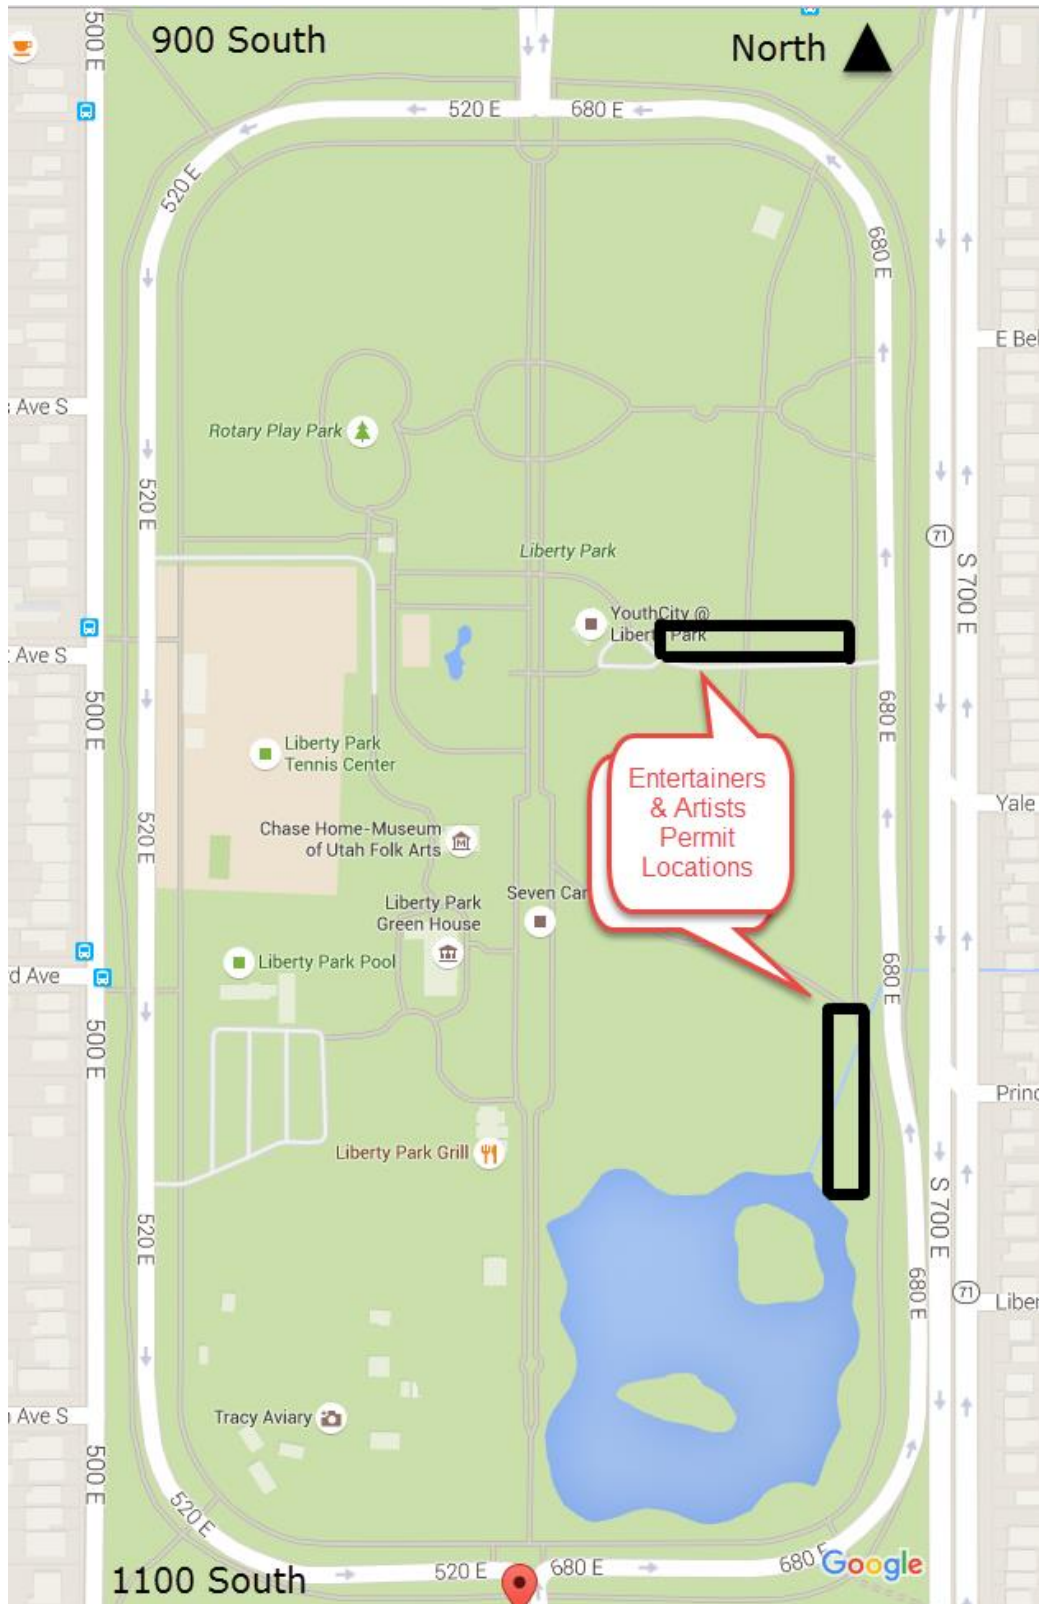 900 South
North
500 E
520 E
680 E
520 E
680 E
E Bel
Ave S
Rotary Play Park
520 E
71
S 700 E
Liberty Park
YouthCity @
Liberty Park
Ave S
500 E
680 E
Liberty Park
Tennis Center
Entertainers
& Artists
Permit
Locations
Yale
520 E
Chase Home-Museum
of Utah Folk Arts
M
Liberty Park
Green House
Seven Can
Liberty Park Pool
680 E
d Ave
500 E
Princ
Liberty Park Grill
S 700 E
520 E
680 E
71
Liber
Tracy Aviary
Ave S
500 E
520 E
520 E
680 E
680
Google
1100 South